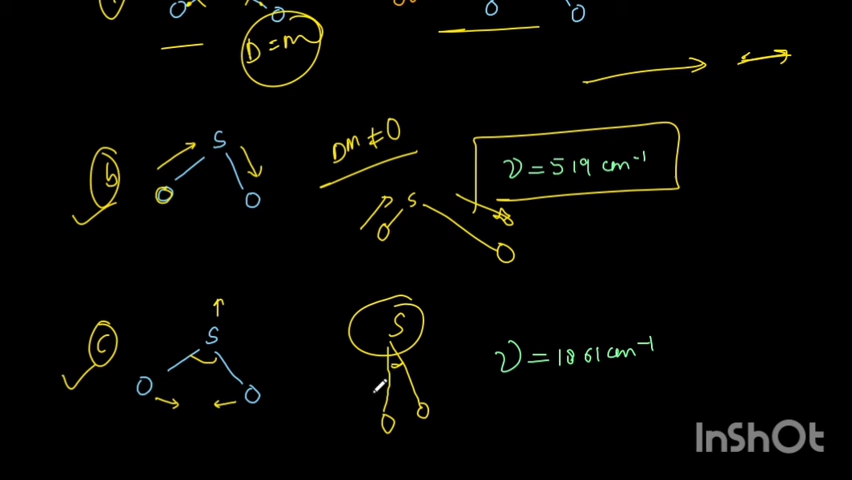 O O O O
D = m
b S O O DM ≠ 0 ν = 519 cm⁻¹
S O O
c S O O S O O ν = 1861 cm⁻¹
InShOt